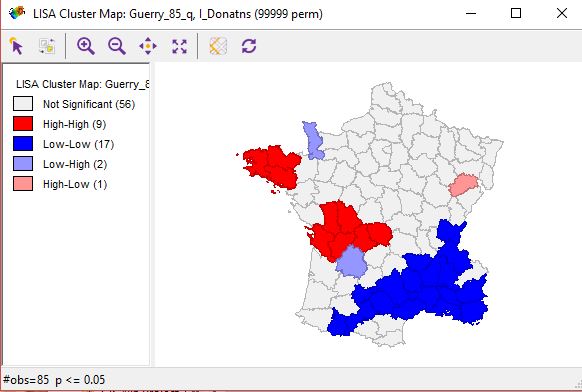 LISA Cluster Map: Guerry_85_q, I_Donatns (99999 perm)
LISA Cluster Map: Guerry_8
Not Significant (56)
High-High (9)
Low-Low (17)
Low-High (2)
High-Low (1)
#obs=85 p <= 0.05